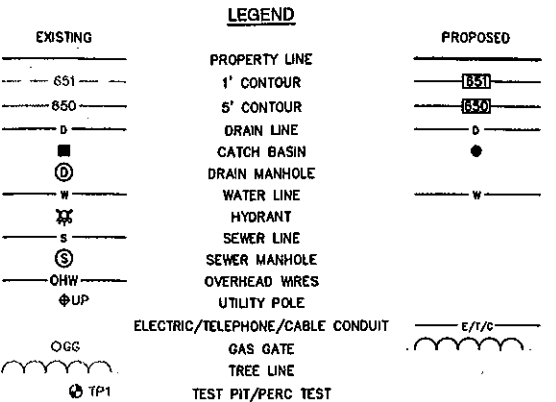 LEGEND
EXISTING PROPOSED
PROPERTY LINE
651 1' CONTOUR 651
650 5' CONTOUR 650
D DRAIN LINE D
CATCH BASIN
D DRAIN MANHOLE
W WATER LINE W
HYDRANT
S SEWER LINE
S SEWER MANHOLE
OHW OVERHEAD WIRES
UP UTILITY POLE
ELECTRIC/TELEPHONE/CABLE CONDUIT E/T/C
OGG GAS GATE
TREE LINE
TP1 TEST PIT/PERC TEST